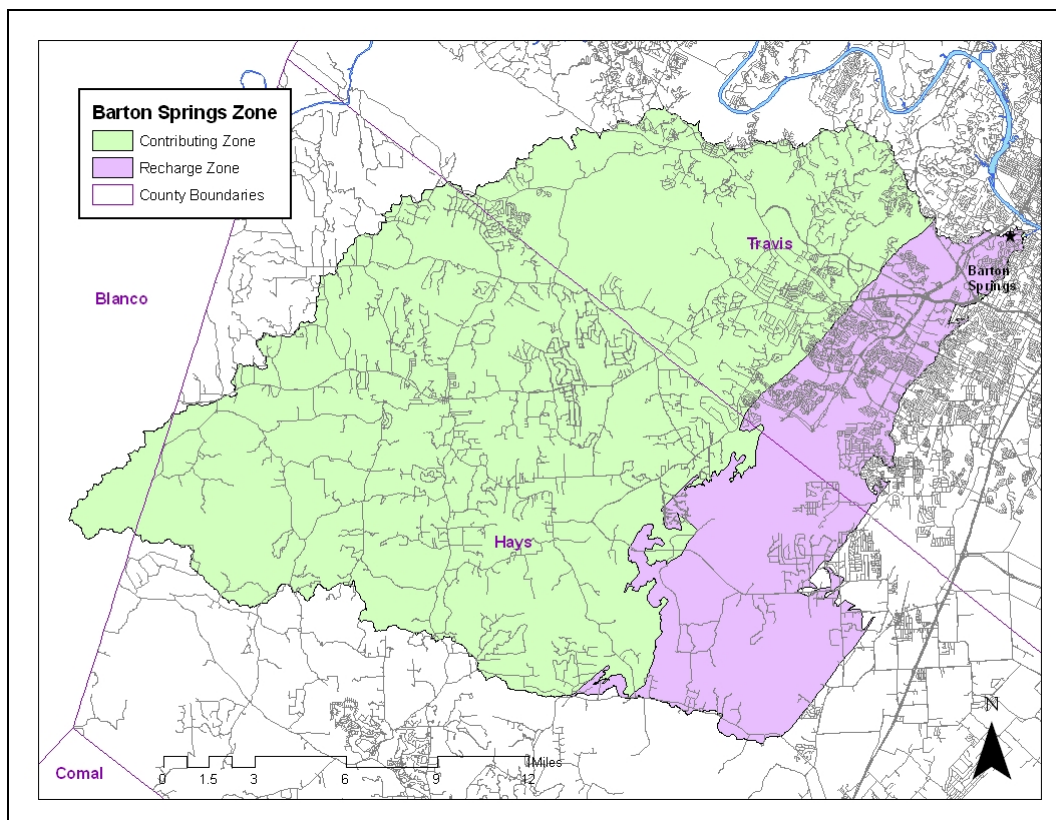 Barton Springs Zone
Contributing Zone
Recharge Zone
County Boundaries
Travis
Barton
Springs
Blanco
Hays
N
Comal
Miles
0 1.5 3 6 9 12